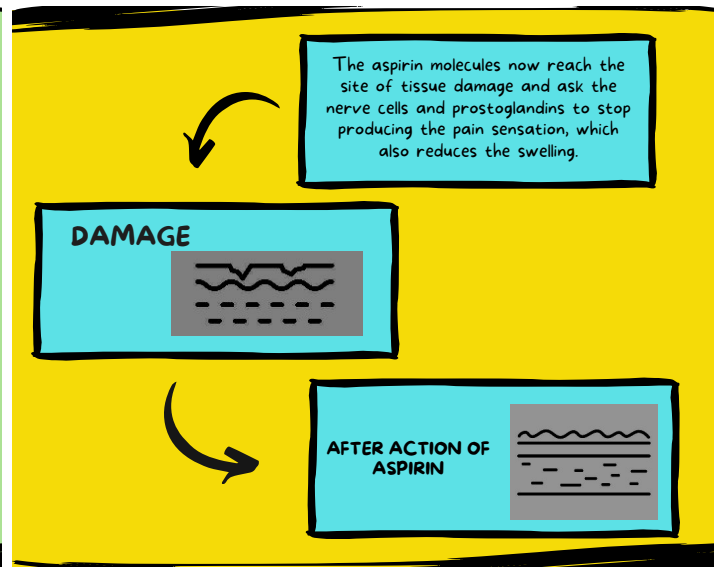 The aspirin molecules now reach the
site of tissue damage and ask the
nerve cells and prostoglandins to stop
producing the pain sensation, which
also reduces the swelling.
DAMAGE
AFTER ACTION OF
ASPIRIN